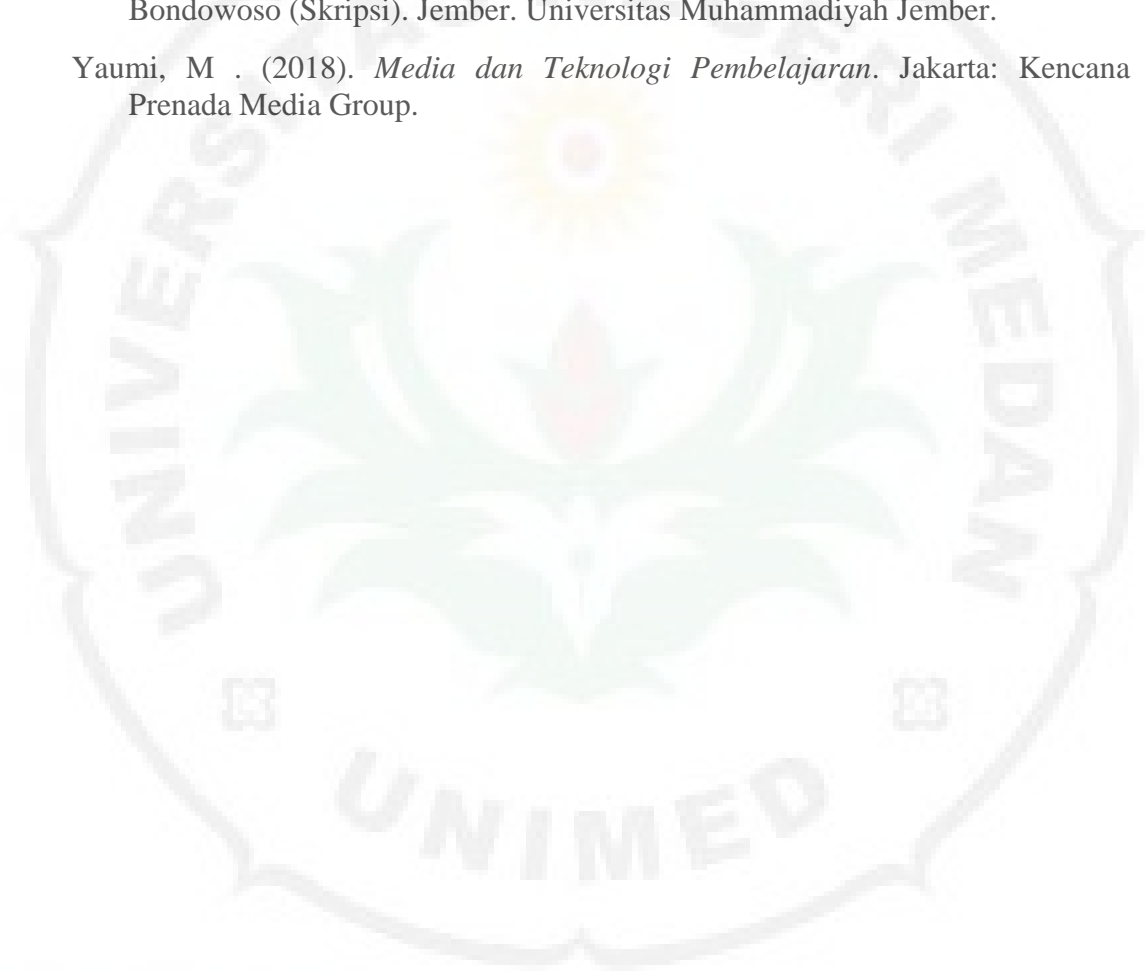 Bondowoso (Skripsi). Jember. Universitas Muhammadiyah Jember.
Yaumi, M . (2018). Media dan Teknologi Pembelajaran. Jakarta: Kencana
Prenada Media Group.
UNIVERSITAS NEGERI MEDAN
UNIMED